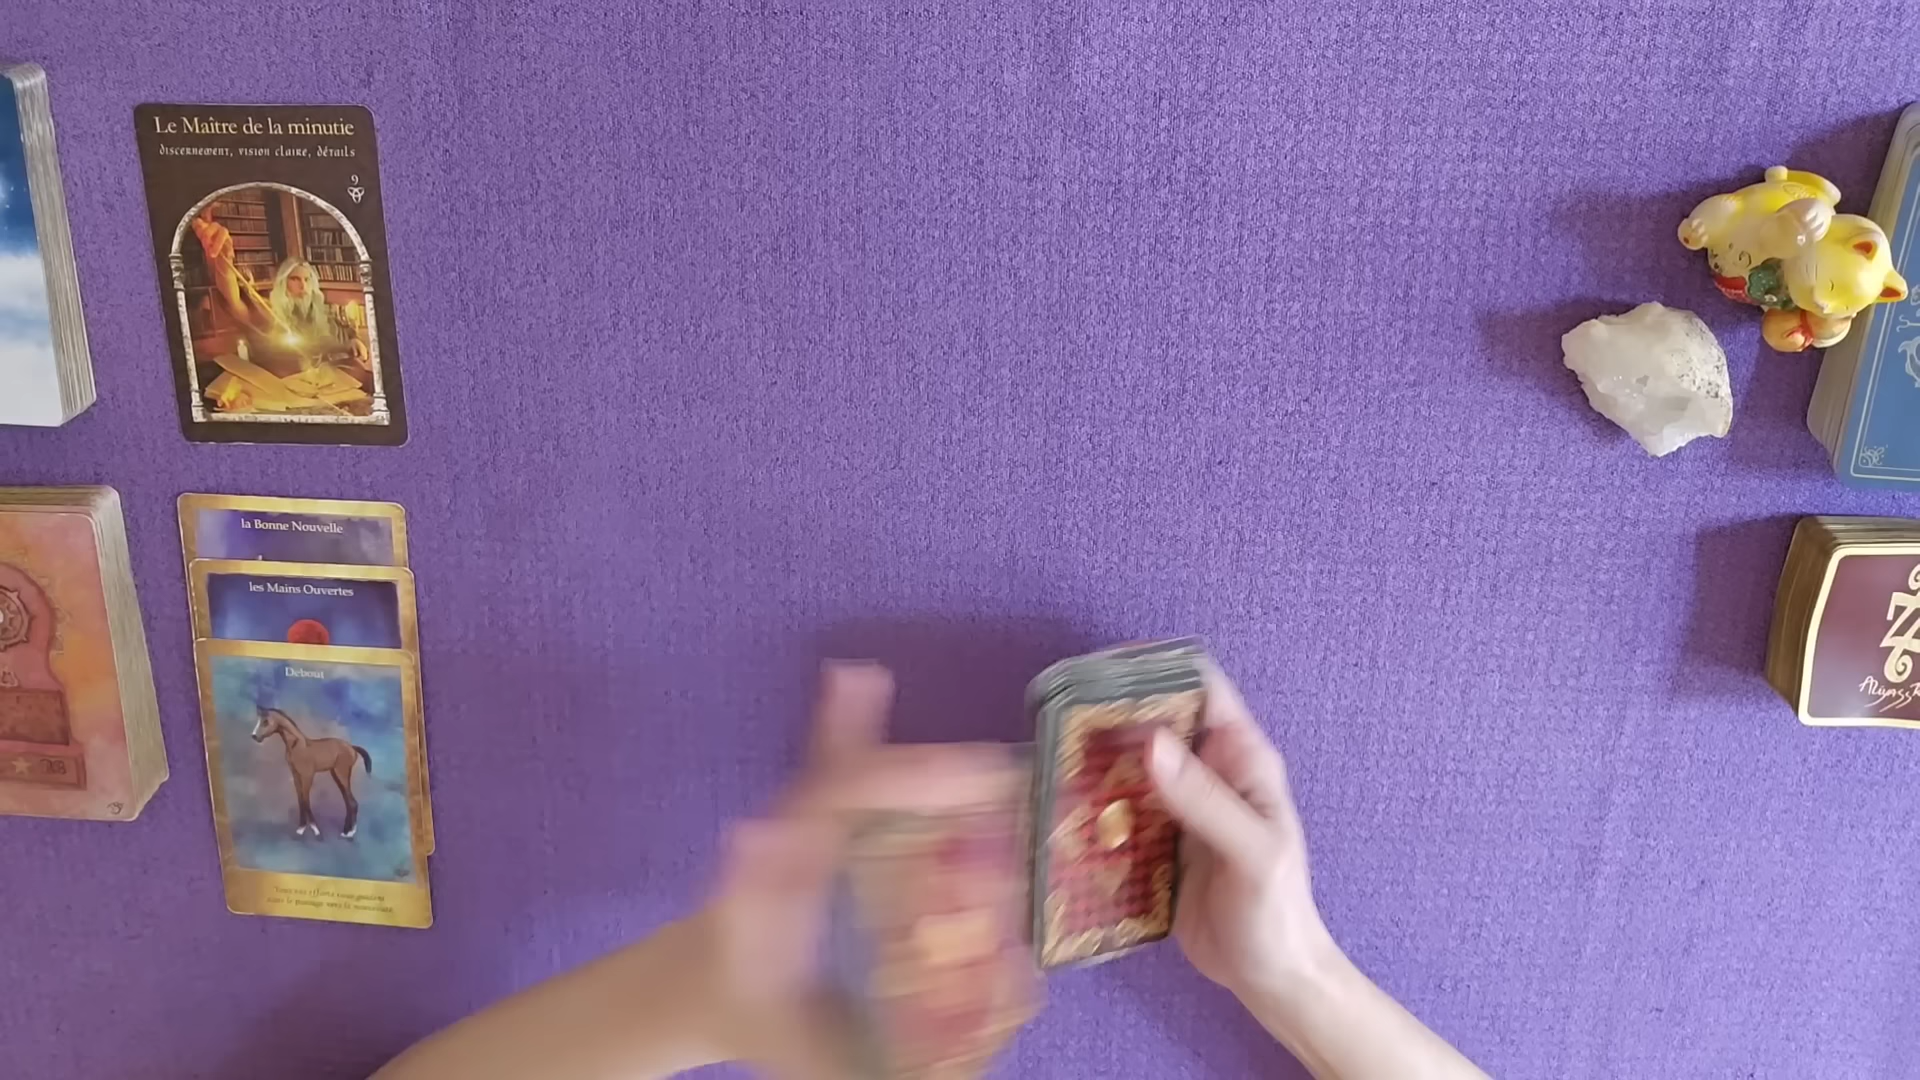 Le Maître de la minutie
discernement, vision claire, détails
9
la Bonne Nouvelle
les Mains Ouvertes
Debout